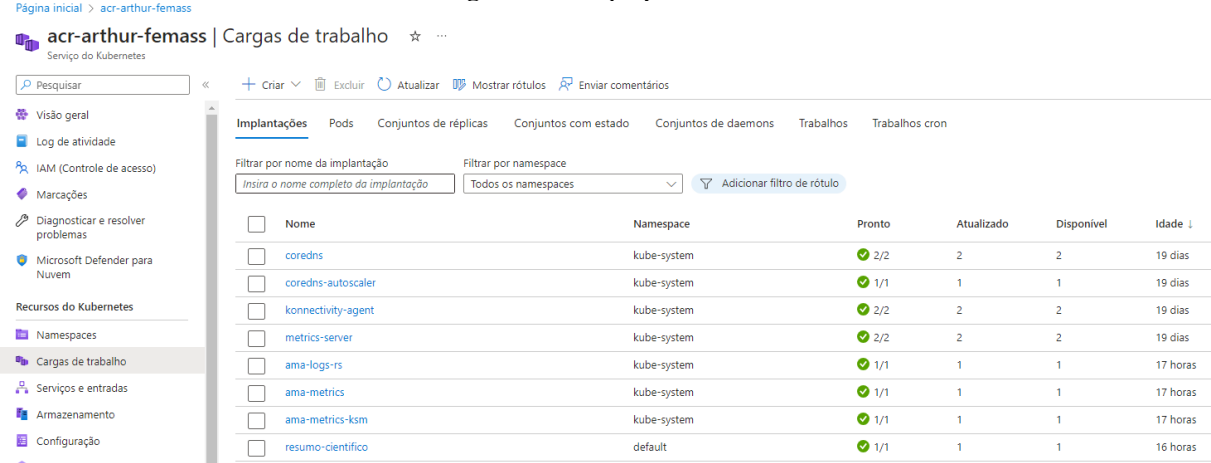 Página inicial > acr-arthur-femass
acr-arthur-femass | Cargas de trabalho
Serviço do Kubernetes
Pesquisar
+ Criar Excluir Atualizar Mostrar rótulos Enviar comentários
Visão geral
Log de atividade
IAM (Controle de acesso)
Marcações
Diagnosticar e resolver
problemas
Microsoft Defender para
Nuvem
Recursos do Kubernetes
Namespaces
Cargas de trabalho
Serviços e entradas
Armazenamento
Configuração
Implantações Pods Conjuntos de réplicas Conjuntos com estado Conjuntos de daemons Trabalhos Trabalhos cron
Filtrar por nome da implantação Filtrar por namespace
Insira o nome completo da implantação Todos os namespaces Adicionar filtro de rótulo
Nome Namespace Pronto Atualizado Disponível Idade ↓
coredns kube-system 2/2 2 2 19 dias
coredns-autoscaler kube-system 1/1 1 1 19 dias
konnectivity-agent kube-system 2/2 2 2 19 dias
metrics-server kube-system 2/2 2 2 19 dias
ama-logs-rs kube-system 1/1 1 1 17 horas
ama-metrics kube-system 1/1 1 1 17 horas
ama-metrics-ksm kube-system 1/1 1 1 17 horas
resumo-cientifico default 1/1 1 1 16 horas